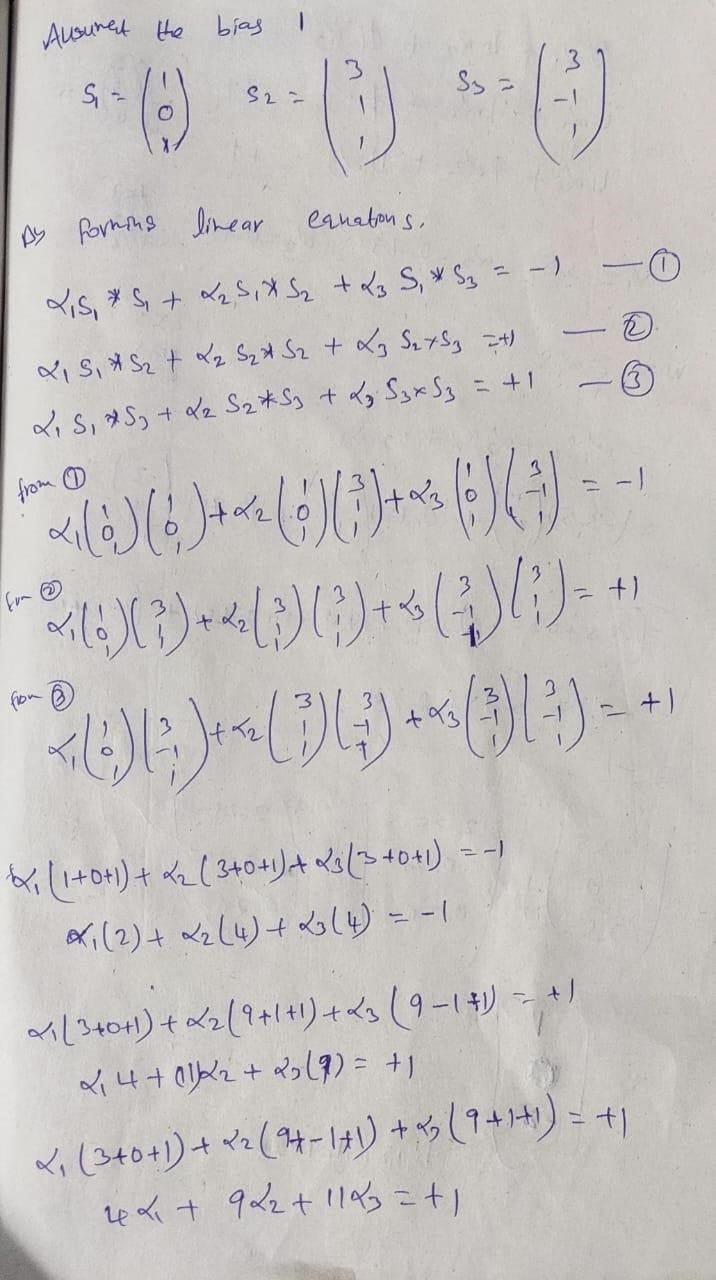 Assumed the bias 1
S₁ = (1 0 1) S₂ = (3 1 1) S₃ = (3 -1 1)
By forming linear equations.
α₁S₁ * S₁ + α₂ S₁ * S₂ + α₃ S₁ * S₃ = -1 — ①
α₁ S₁ * S₂ + α₂ S₂ * S₂ + α₃ S₂ * S₃ = +1 — ②
α₁ S₁ * S₃ + α₂ S₂ * S₃ + α₃ S₃ * S₃ = +1 — ③
from ①
α₁(1 0 1)(1 0 1) + α₂(1 0 1)(3 1 1) + α₃(1 0 1)(3 -1 1) = -1
from ②
α₁(1 0 1)(3 1 1) + α₂(3 1 1)(3 1 1) + α₃(3 -1 1)(3 1 1) = +1
from ③
α₁(1 0 1)(3 -1 1) + α₂(3 1 1)(3 -1 1) + α₃(3 -1 1)(3 -1 1) = +1
α₁(1+0+1) + α₂(3+0+1) + α₃(3+0+1) = -1
α₁(2) + α₂(4) + α₃(4) = -1
α₁(3+0+1) + α₂(9+1+1) + α₃(9-1+1) = +1
α₁4 + (11)α₂ + α₃(9) = +1
α₁(3+0+1) + α₂(9+-1+1) + α₃(9+1+1) = +1
4α₁ + 9α₂ + 11α₃ = +1